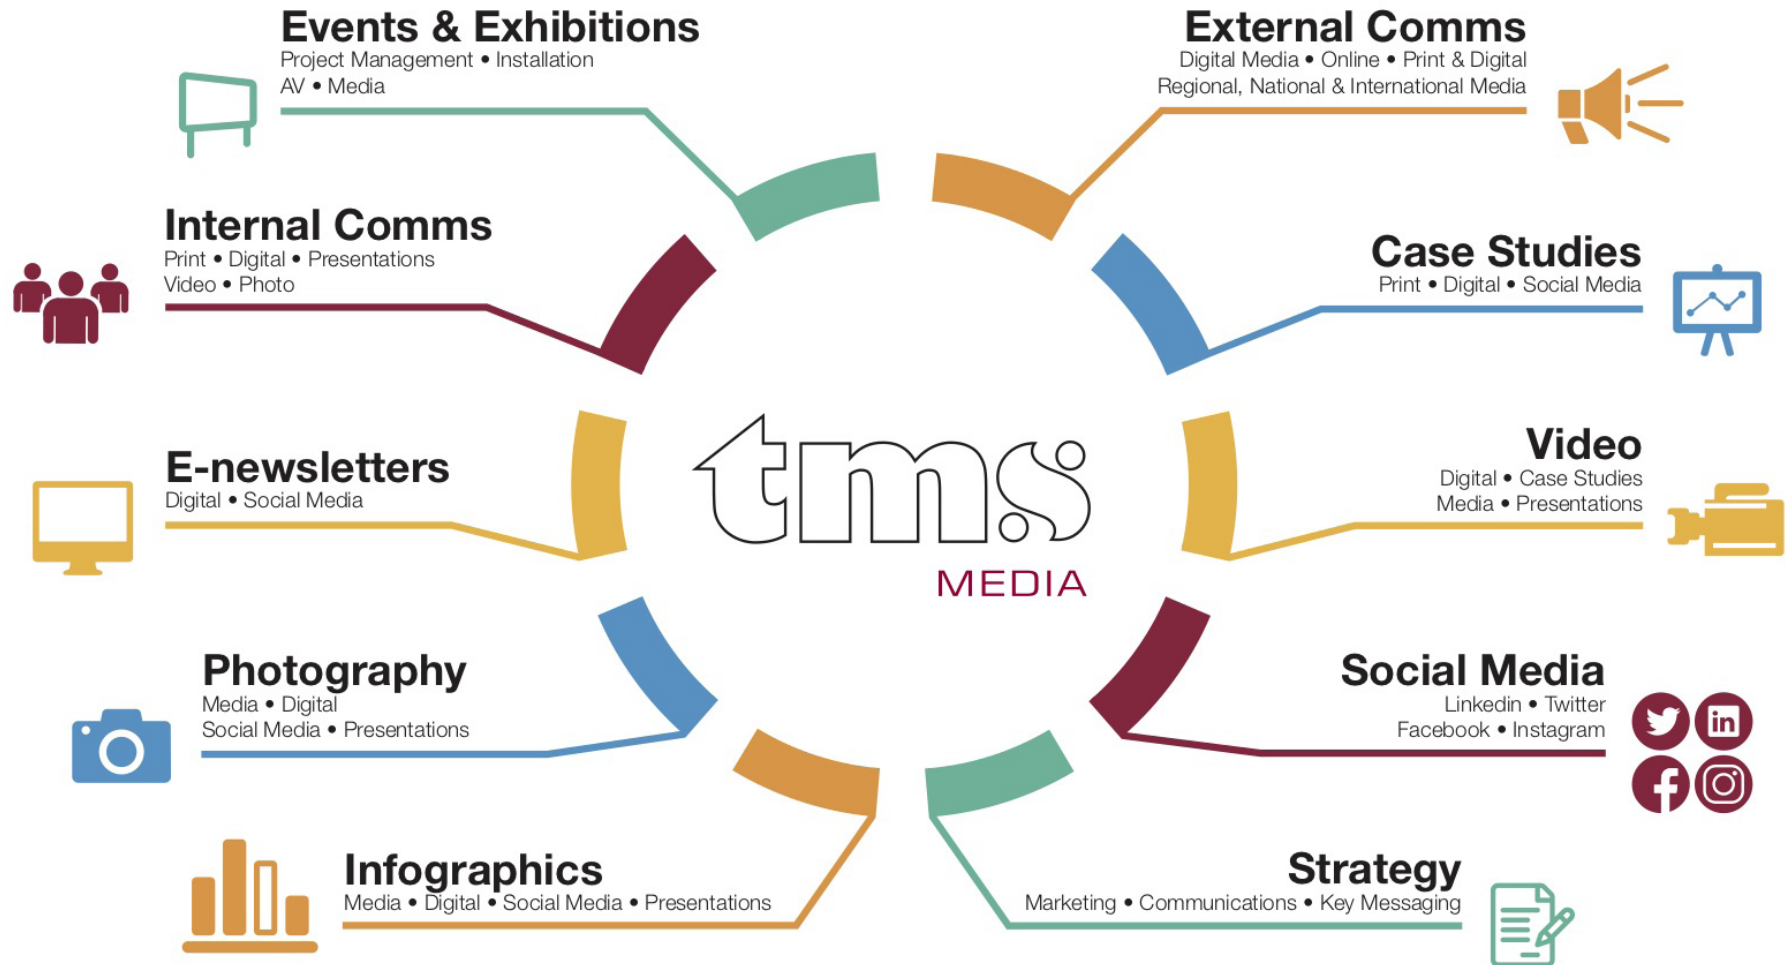 Events & Exhibitions
Project Management • Installation
AV • Media
External Comms
Digital Media • Online • Print & Digital
Regional, National & International Media
Internal Comms
Print • Digital • Presentations
Video • Photo
Case Studies
Print • Digital • Social Media
E-newsletters
Digital • Social Media
tms
MEDIA
Video
Digital • Case Studies
Media • Presentations
Photography
Media • Digital
Social Media • Presentations
Social Media
Linkedin • Twitter
Facebook • Instagram
in
f
Infographics
Media • Digital • Social Media • Presentations
Strategy
Marketing • Communications • Key Messaging